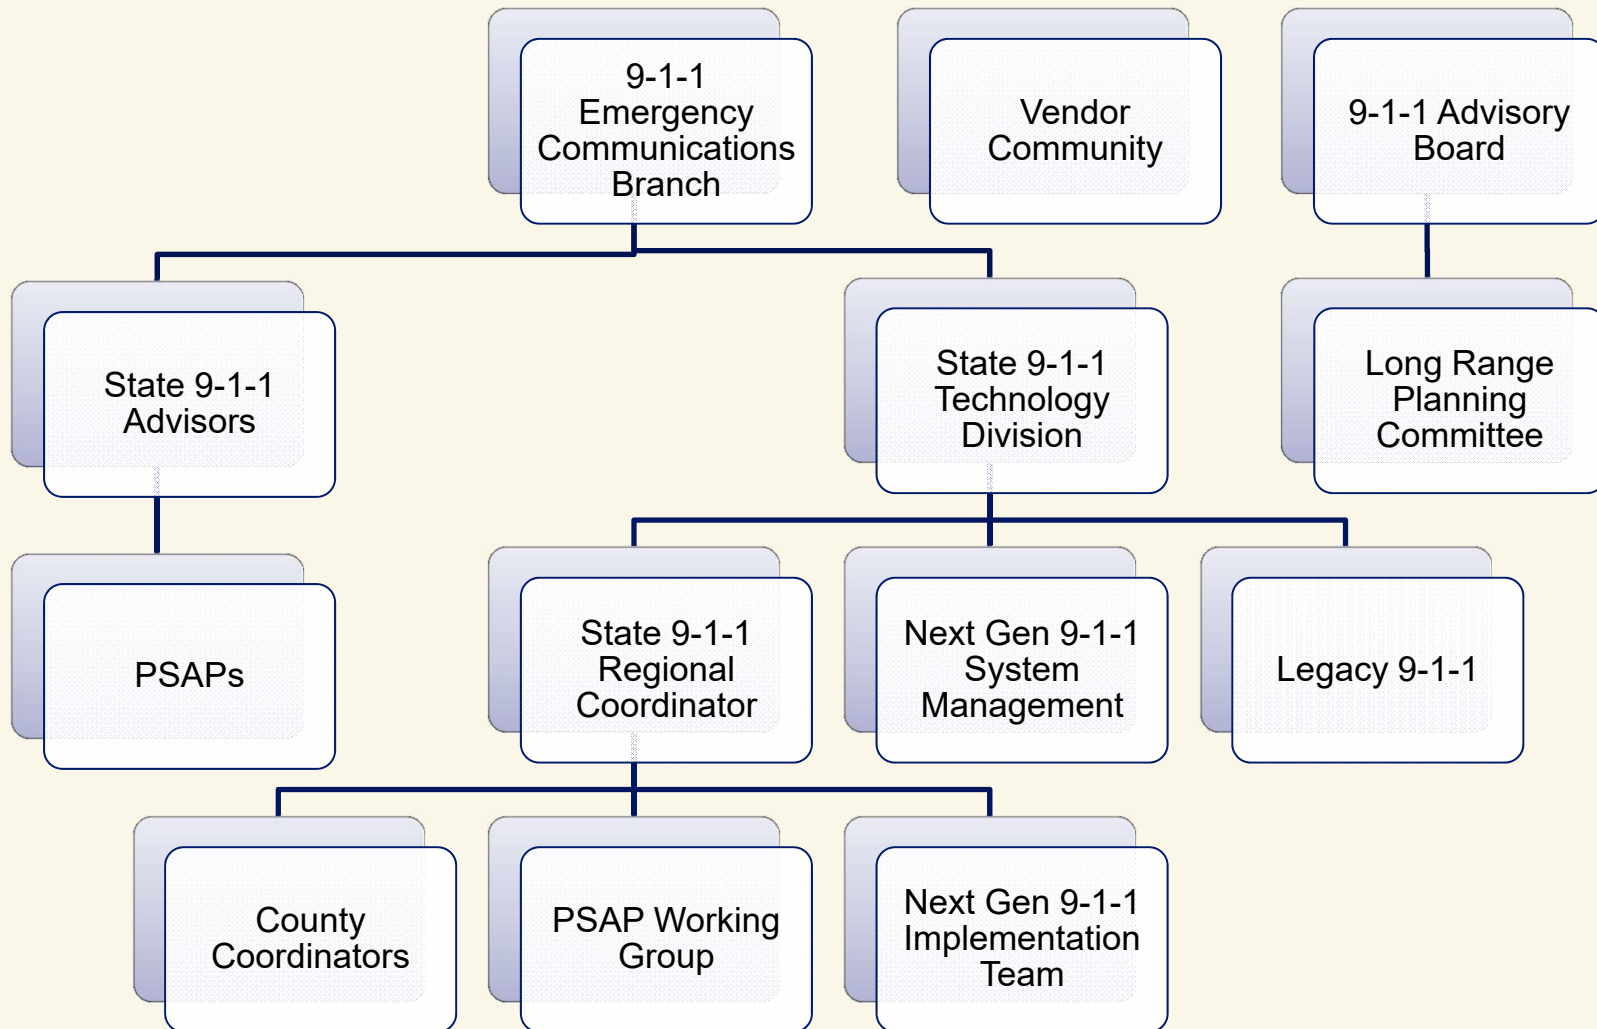 9-1-1
Emergency
Communications
Branch
Vendor
Community
9-1-1 Advisory
Board
State 9-1-1
Advisors
State 9-1-1
Technology
Division
Long Range
Planning
Committee
PSAPs
State 9-1-1
Regional
Coordinator
Next Gen 9-1-1
System
Management
Legacy 9-1-1
County
Coordinators
PSAP Working
Group
Next Gen 9-1-1
Implementation
Team